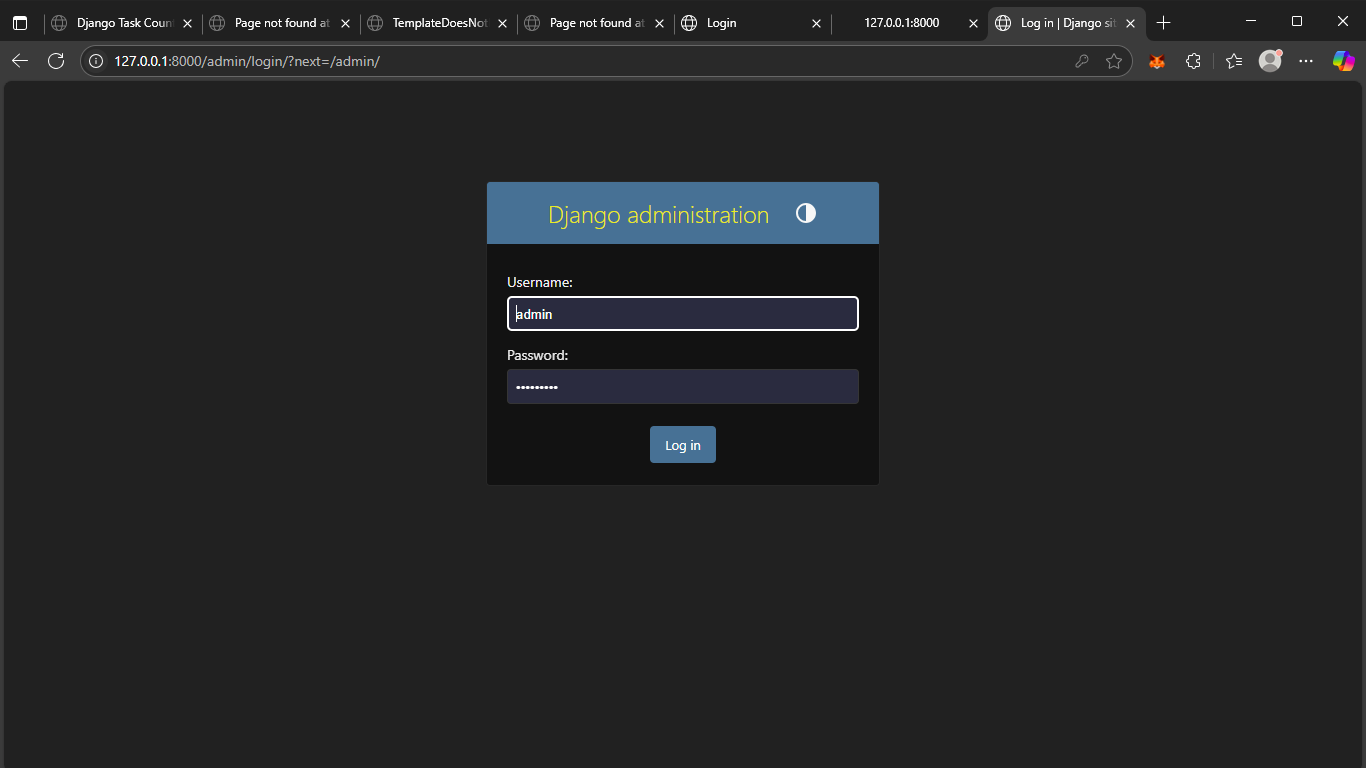 Django Task Coun
Page not found at
TemplateDoesNot
Page not found at
Login
127.0.0.1:8000
Log in | Django sit
127.0.0.1:8000/admin/login/?next=/admin/
Django administration
Username:
admin
Password:
•••••••••
Log in